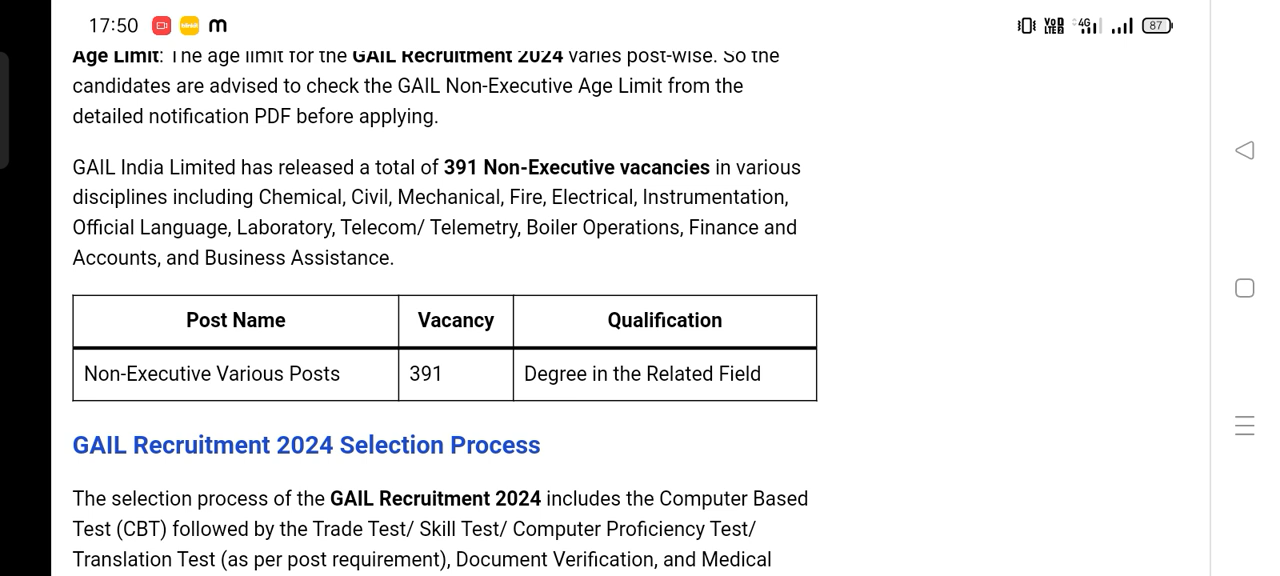 17:50 m VoD LTE2 4G 87
Age Limit: The age limit for the GAIL Recruitment 2024 varies post-wise. So the
candidates are advised to check the GAIL Non-Executive Age Limit from the
detailed notification PDF before applying.
GAIL India Limited has released a total of 391 Non-Executive vacancies in various
disciplines including Chemical, Civil, Mechanical, Fire, Electrical, Instrumentation,
Official Language, Laboratory, Telecom/ Telemetry, Boiler Operations, Finance and
Accounts, and Business Assistance.
Post Name Vacancy Qualification
Non-Executive Various Posts 391 Degree in the Related Field
GAIL Recruitment 2024 Selection Process
The selection process of the GAIL Recruitment 2024 includes the Computer Based
Test (CBT) followed by the Trade Test/ Skill Test/ Computer Proficiency Test/
Translation Test (as per post requirement), Document Verification, and Medical